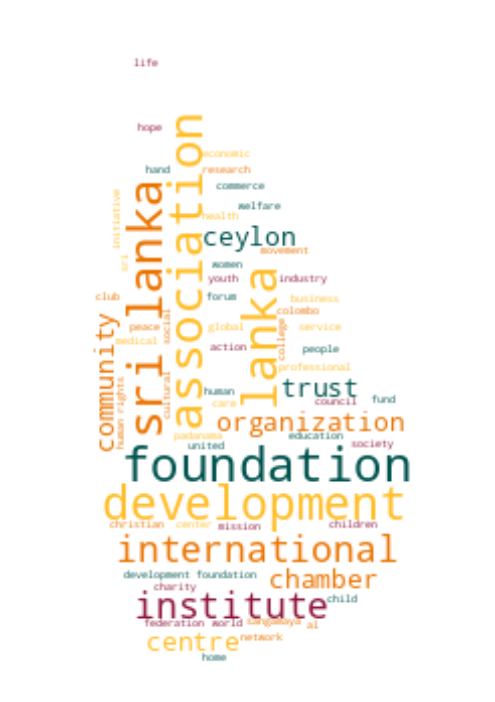 life
hope
association
economic
hand
research
sri lanka
commerce
initiative
welfare
health
ceylon
movement
sri
women
youth
industry
lanka
club
forum
business
colombo
community
peace
social
global
service
medical
college
action
people
professional
human rights
cultural
human
trust
care
council
fund
organization
padanama
education
united
society
foundation
development
christian
center
mission
children
international
development foundation
chamber
charity
institute
child
federation
world
sangamaya
al
centre
network
home